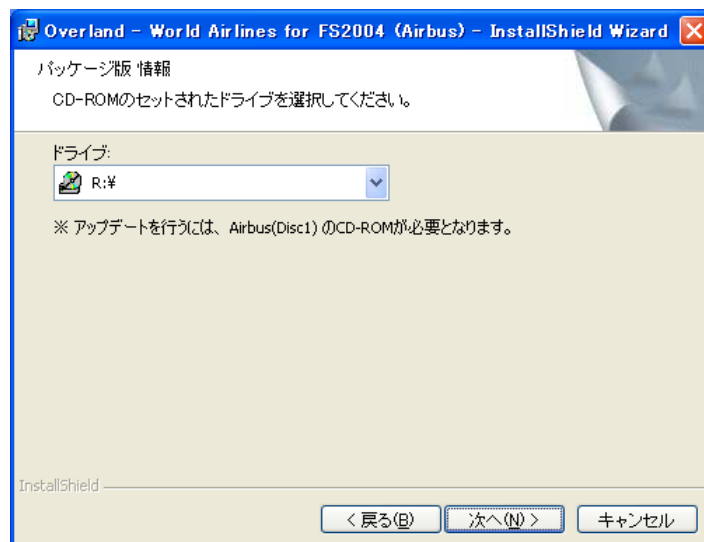 Overland - World Airlines for FS2004 (Airbus) - InstallShield Wizard
パッケージ版 情報
CD-ROMのセットされたドライブを選択してください。
ドライブ:
R:¥
※ アップデートを行うには、Airbus(Disc1) のCD-ROMが必要となります。
InstallShield
< 戻る(B)
次へ(N) >
キャンセル